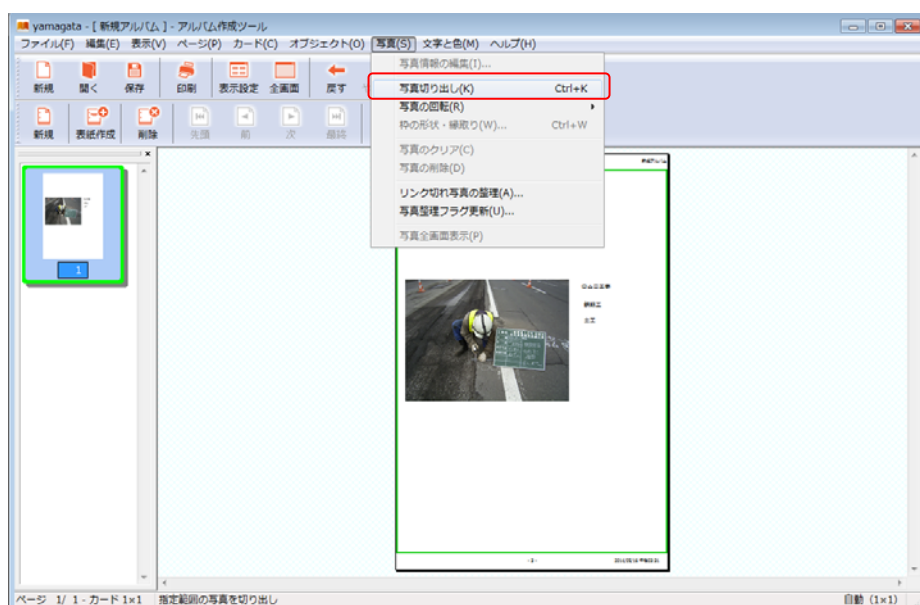 yamagata - [ 新規アルバム ] - アルバム作成ツール
ファイル(F) 編集(E) 表示(V) ページ(P) カード(C) オブジェクト(O) 写真(S) 文字と色(M) ヘルプ(H)
新規 開く 保存 印刷 表示設定 全画面 戻す
新規 表紙作成 削除 先頭 前 次 最終
写真情報の編集(I)...
写真切り出し(K) Ctrl+K
写真の回転(R)
枠の形状・縁取り(W)... Ctrl+W
写真のクリア(C)
写真の削除(D)
リンク切れ写真の整理(A)...
写真整理フラグ更新(U)...
写真全画面表示(P)
1
ページ 1/ 1 - カード 1×1 指定範囲の写真を切り出し 自動 (1×1)